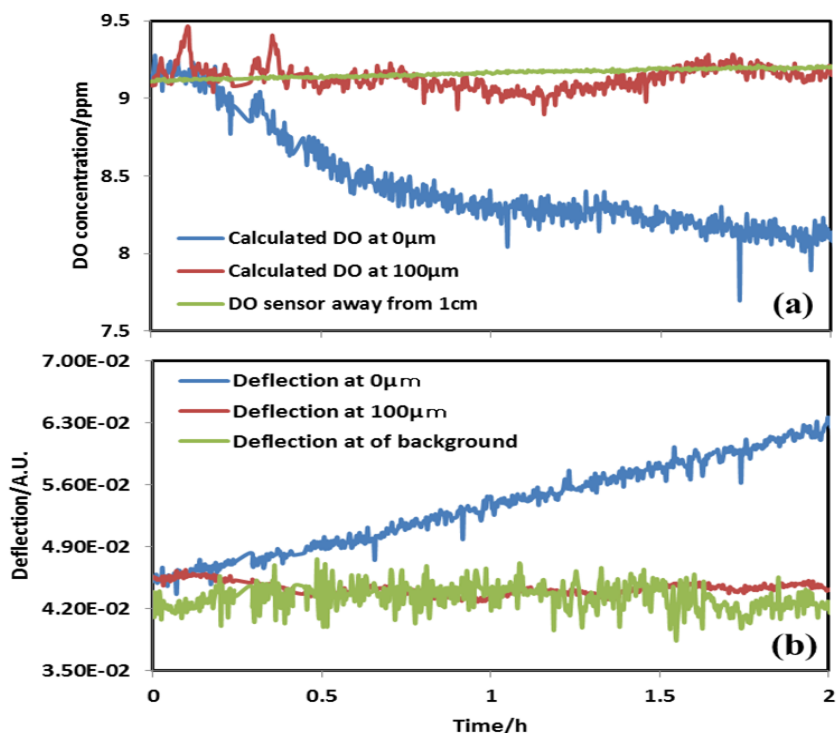 9.5
9
8.5
8
7.5
DO concentration/ppm
Calculated DO at 0µm
Calculated DO at 100µm
DO sensor away from 1cm
(a)
7.00E-02
6.30E-02
5.60E-02
4.90E-02
4.20E-02
3.50E-02
Deflection/A.U.
Deflection at 0µm
Deflection at 100µm
Deflection at of background
(b)
0 0.5 1 1.5 2
Time/h